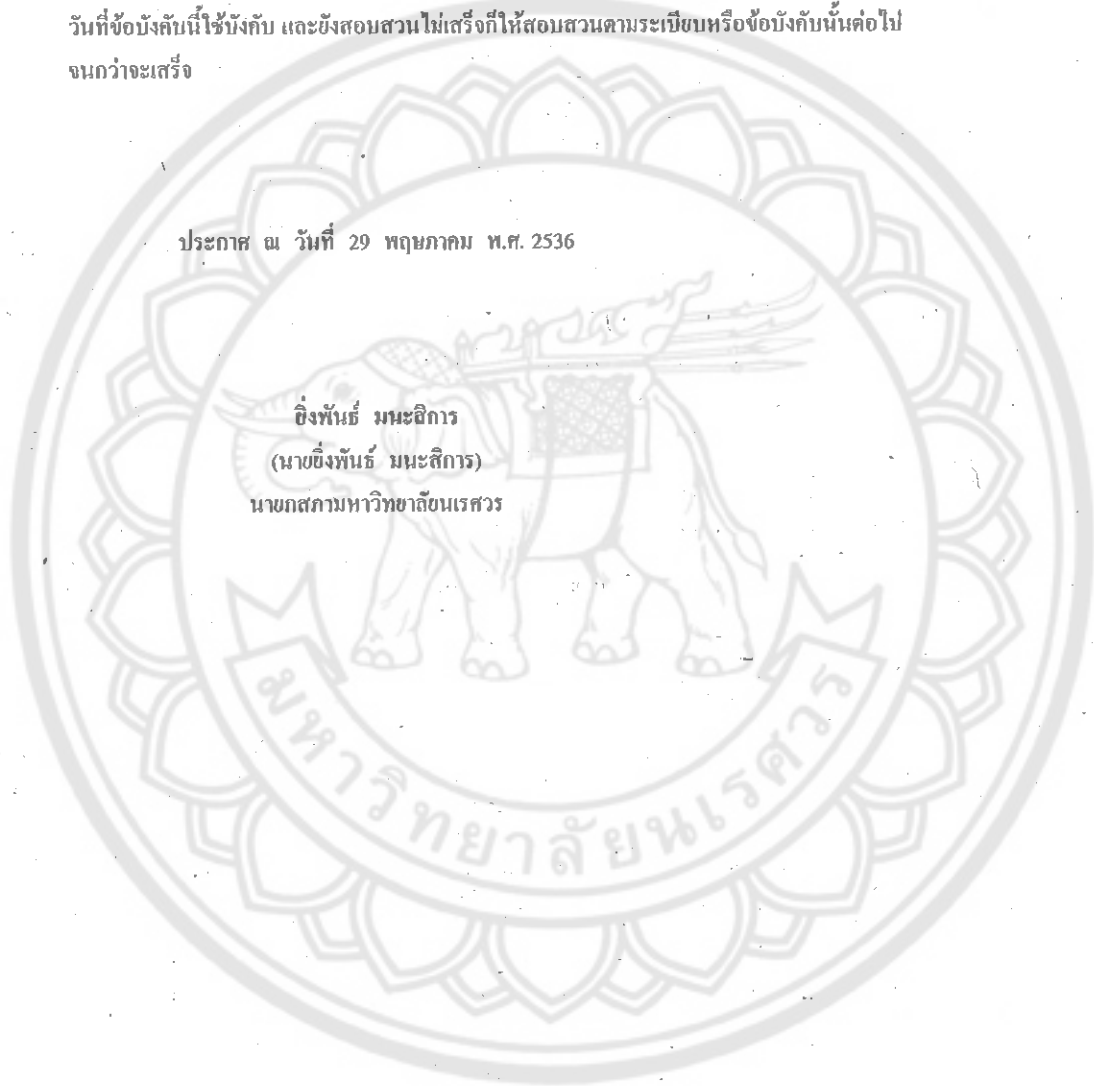 วันที่ข้อบังคับนี้ใช้บังคับ และยังสอบสวนไม่เสร็จก็ให้สอบสวนตามระเบียบหรือข้อบังคับนั้นต่อไป
จนกว่าจะเสร็จ
ประกาศ ณ วันที่ 29 พฤษภาคม พ.ศ. 2536
ยิ่งพันธ์ มนะสิการ
(นายยิ่งพันธ์ มนะสิการ)
นายกสภามหาวิทยาลัยนเรศวร
มหาวิทยาลัยนเรศวร